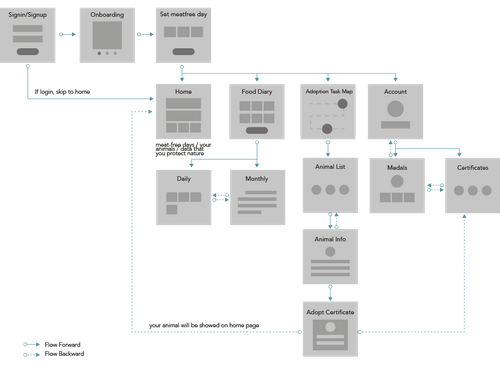 Signin/Signup
Onboarding
Set meatfree day
If login, skip to home
Home
Food Diary
Adoption Task Map
Account
meat-free days / your
animals / data that
you protect nature
Daily
Monthly
Animal List
Medals
Certificates
Animal Info
Adopt Certificate
your animal will be showed on home page
Flow Forward
Flow Backward